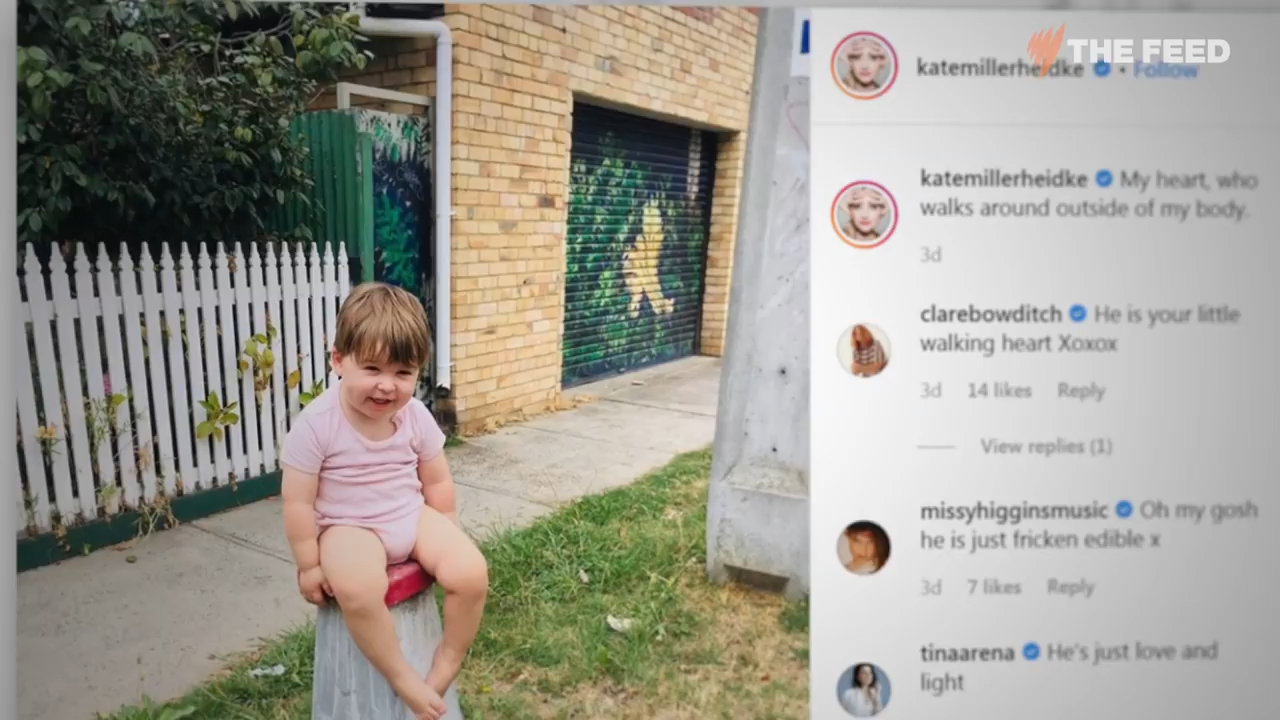 THE FEED
katemillerheidke • Follow
katemillerheidke My heart, who
walks around outside of my body.
3d
clarebowditch He is your little
walking heart Xoxox
3d 14 likes Reply
View replies (1)
missyhigginsmusic Oh my gosh
he is just fricken edible x
3d 7 likes Reply
tinaarena He's just love and
light